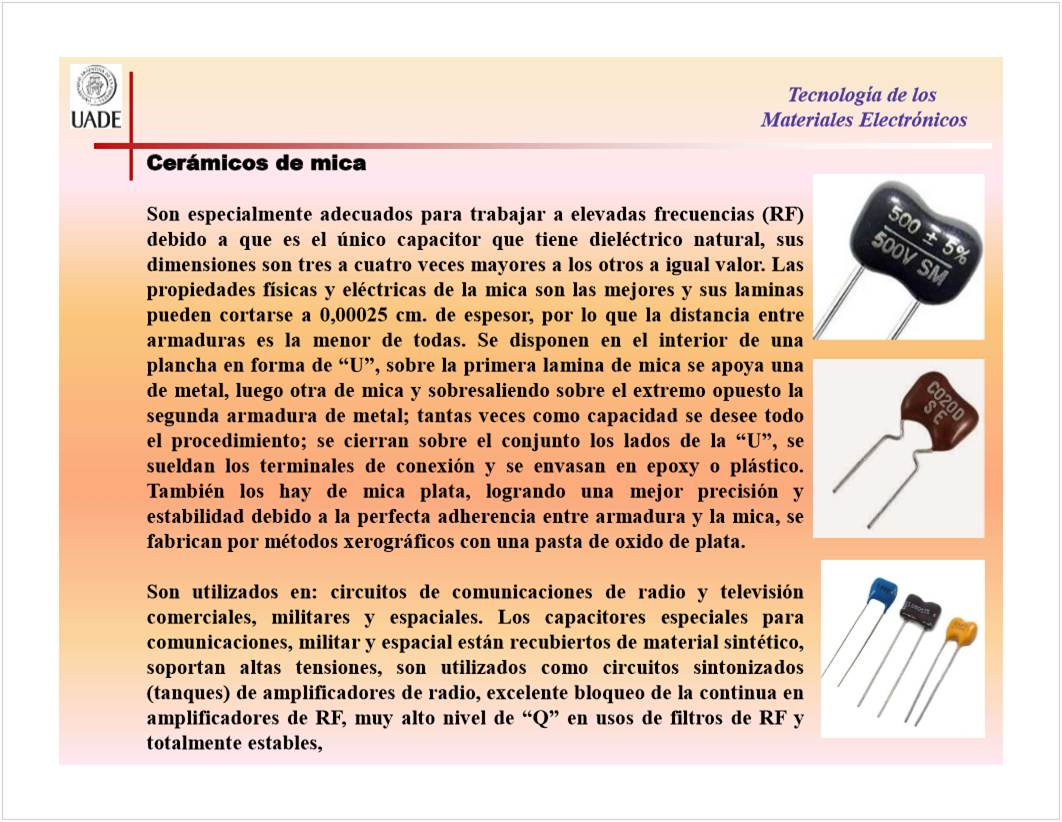 UADE
Tecnología de los
Materiales Electrónicos
Cerámicos de mica
Son especialmente adecuados para trabajar a elevadas frecuencias (RF)
debido a que es el único capacitor que tiene dieléctrico natural, sus
dimensiones son tres a cuatro veces mayores a los otros a igual valor. Las
propiedades físicas y eléctricas de la mica son las mejores y sus laminas
pueden cortarse a 0,00025 cm. de espesor, por lo que la distancia entre
armaduras es la menor de todas. Se disponen en el interior de una
plancha en forma de “U”, sobre la primera lamina de mica se apoya una
de metal, luego otra de mica y sobresaliendo sobre el extremo opuesto la
segunda armadura de metal; tantas veces como capacidad se desee todo
el procedimiento; se cierran sobre el conjunto los lados de la “U”, se
sueldan los terminales de conexión y se envasan en epoxy o plástico.
También los hay de mica plata, logrando una mejor precisión y
estabilidad debido a la perfecta adherencia entre armadura y la mica, se
fabrican por métodos xerográficos con una pasta de oxido de plata.
Son utilizados en: circuitos de comunicaciones de radio y televisión
comerciales, militares y espaciales. Los capacitores especiales para
comunicaciones, militar y espacial están recubiertos de material sintético,
soportan altas tensiones, son utilizados como circuitos sintonizados
(tanques) de amplificadores de radio, excelente bloqueo de la continua en
amplificadores de RF, muy alto nivel de “Q” en usos de filtros de RF y
totalmente estables,
500 ± 5%
500V SM
CO200
SE